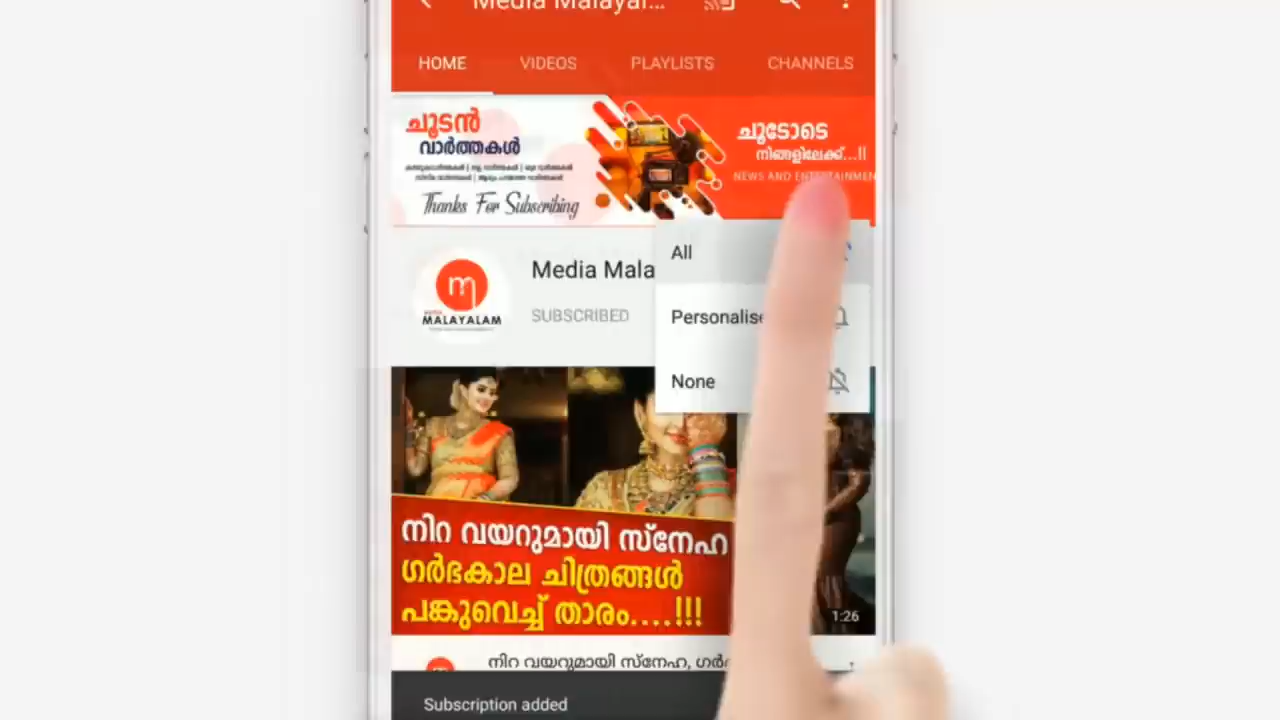 Media Malayal...
HOME VIDEOS PLAYLISTS CHANNELS
ചൂടൻ
വാർത്തകൾ
Thanks For Subscribing
ചൂടോടെ
നിങ്ങളിലേക്ക്...!!
NEWS AND ENTERTAINMEN
All
Media Mala
SUBSCRIBED
MALAYALAM
Personalise
None
നിറ വയറുമായി സ്നേഹ
ഗർഭകാല ചിത്രങ്ങൾ
പങ്കുവെച്ച് താരം....!!!
1:26
നിറ വയറുമായി സ്നേഹ, ഗർഭ
Subscription added